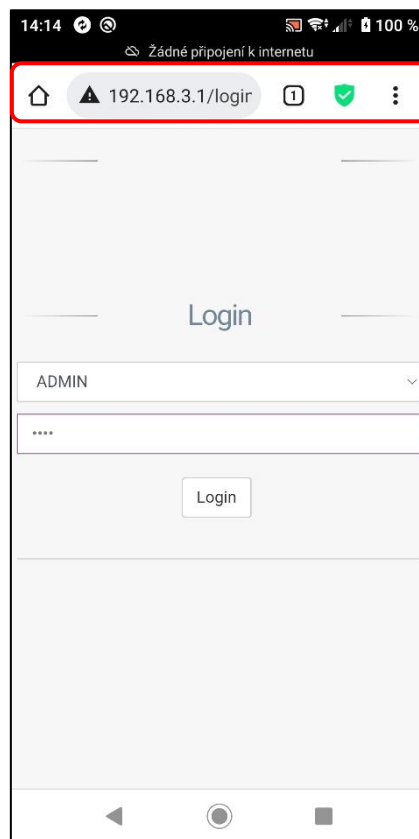 14:14 100 %
Žádné připojení k internetu
192.168.3.1/login
1
Login
ADMIN
••••
Login